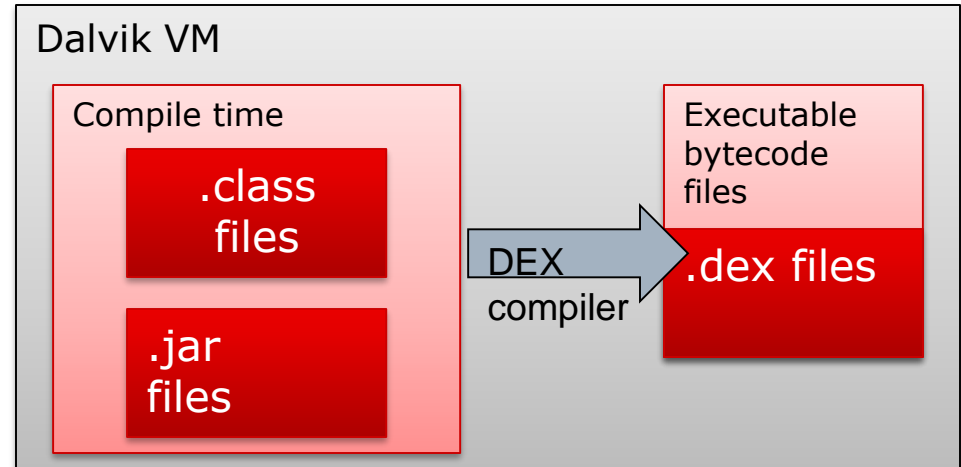 Dalvik VM
Compile time
.class
files
.jar
files
DEX
compiler
Executable
bytecode
files
.dex files